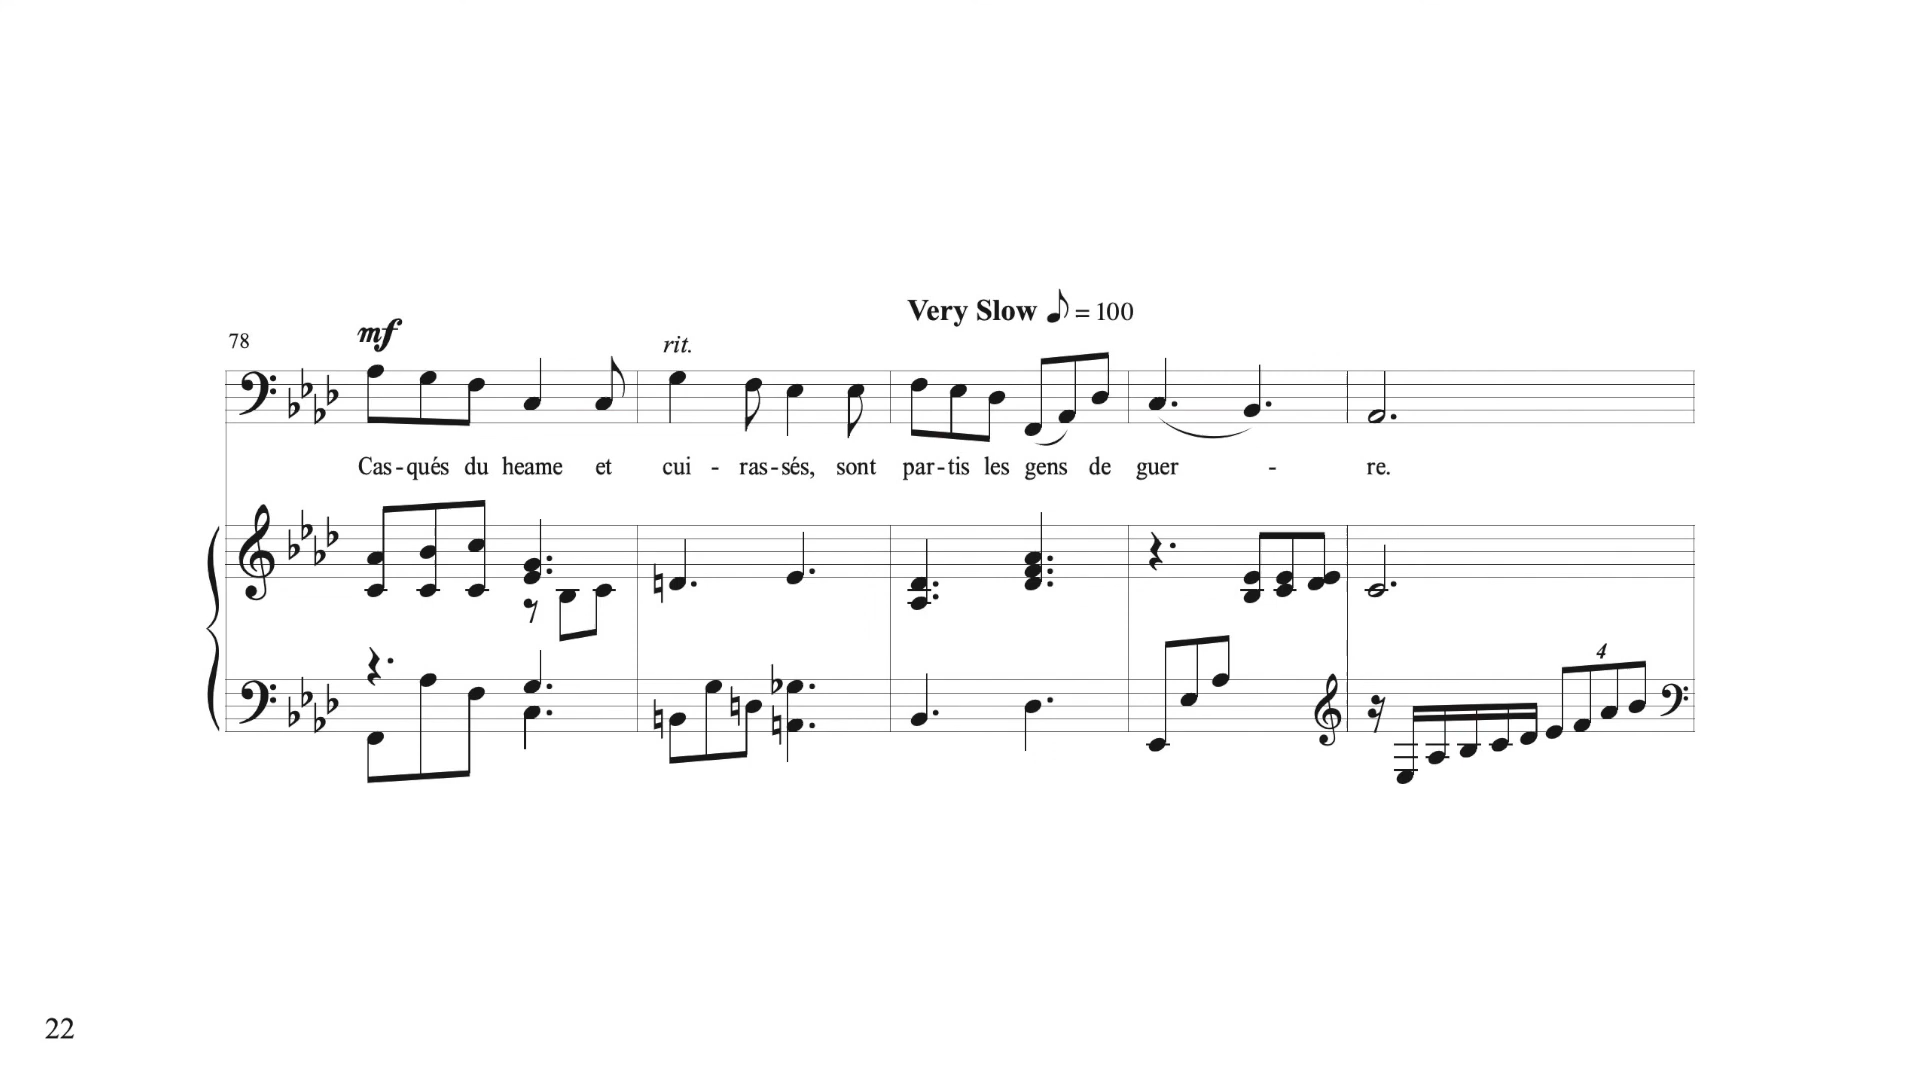 Very Slow ♪ = 100
78
mf
rit.
Cas - qués du heame et cui - ras - sés, sont par - tis les gens de guer - re.
4
22